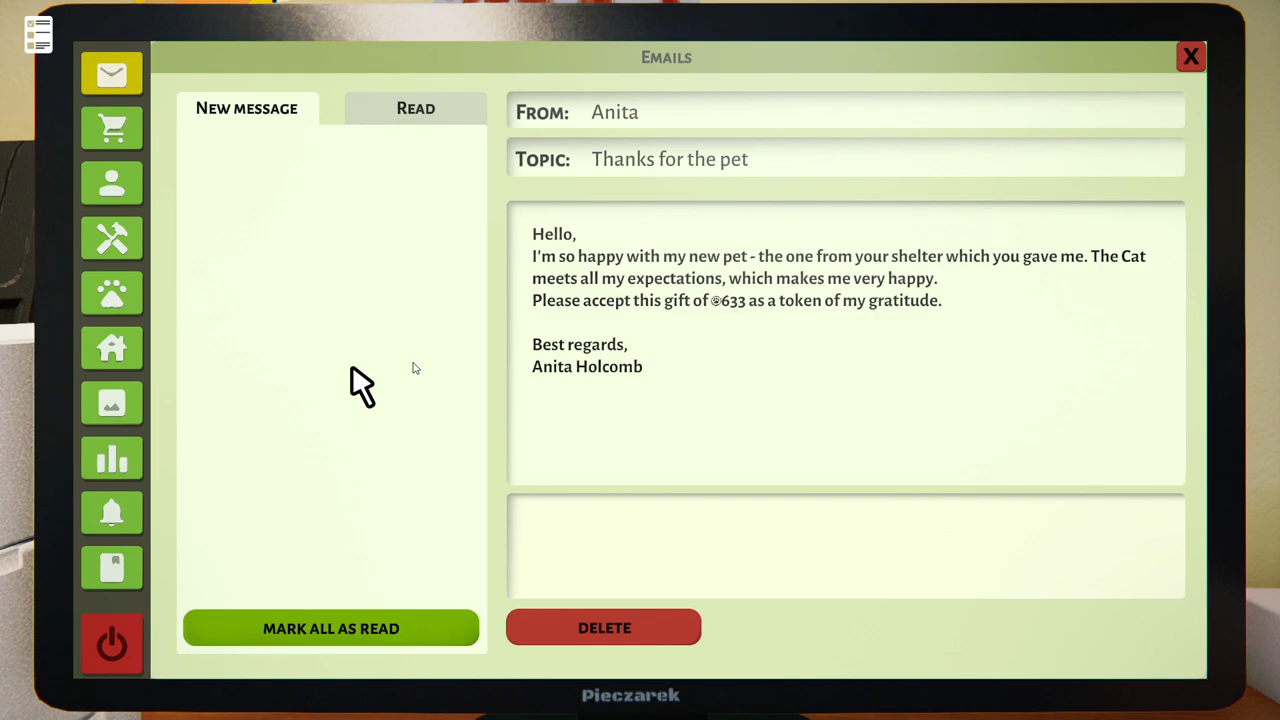 EMAILS
X
NEW MESSAGE
READ
FROM: Anita
TOPIC: Thanks for the pet
Hello,
I'm so happy with my new pet - the one from your shelter which you gave me. The Cat
meets all my expectations, which makes me very happy.
Please accept this gift of 633 as a token of my gratitude.
Best regards,
Anita Holcomb
MARK ALL AS READ
DELETE
Pieczarek